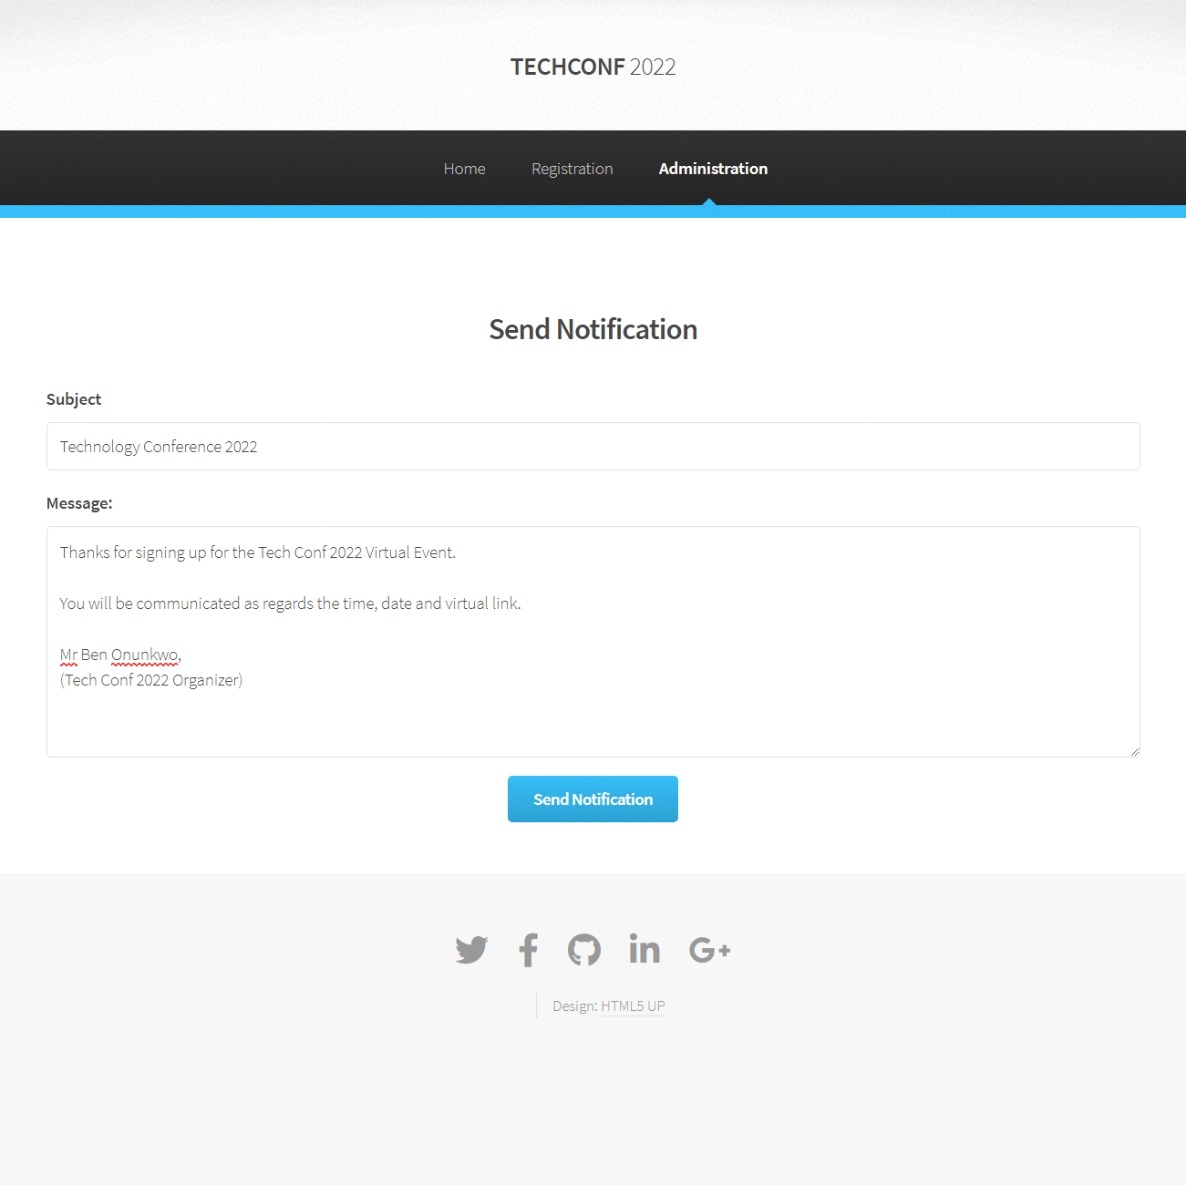 TECHCONF 2022
Home Registration Administration
Send Notification
Subject
Technology Conference 2022
Message:
Thanks for signing up for the Tech Conf 2022 Virtual Event.
You will be communicated as regards the time, date and virtual link.
Mr Ben Onunkwo,
(Tech Conf 2022 Organizer)
Send Notification
Design: HTML5 UP